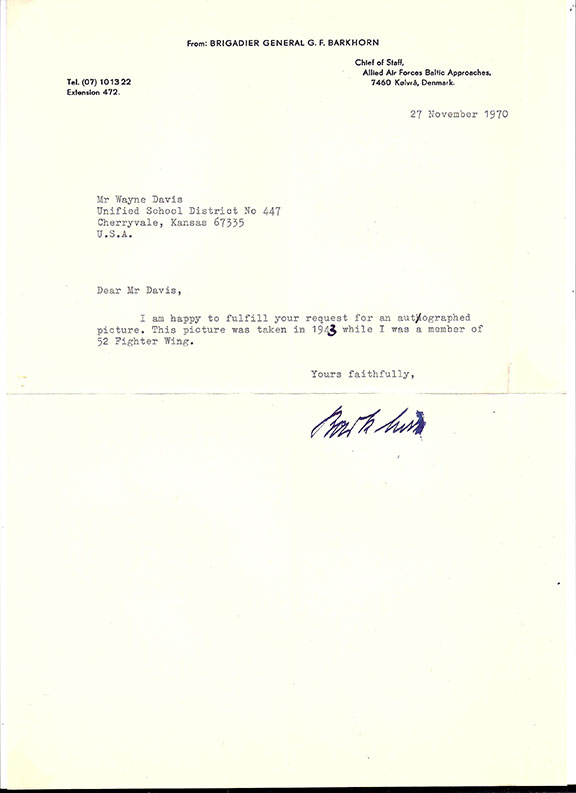 From: BRIGADIER GENERAL G. F. BARKHORN
Chief of Staff,
Allied Air Forces Baltic Approaches,
7460 Kølwå, Denmark.
Tel. (07) 101322
Extension 472.
27 November 1970
Mr Wayne Davis
Unified School District No 447
Cherryvale, Kansas 67335
U.S.A.
Dear Mr Davis,
I am happy to fulfill your request for an autographed
picture. This picture was taken in 1943 while I was a member of
52 Fighter Wing.
Yours faithfully,
Barkhorn